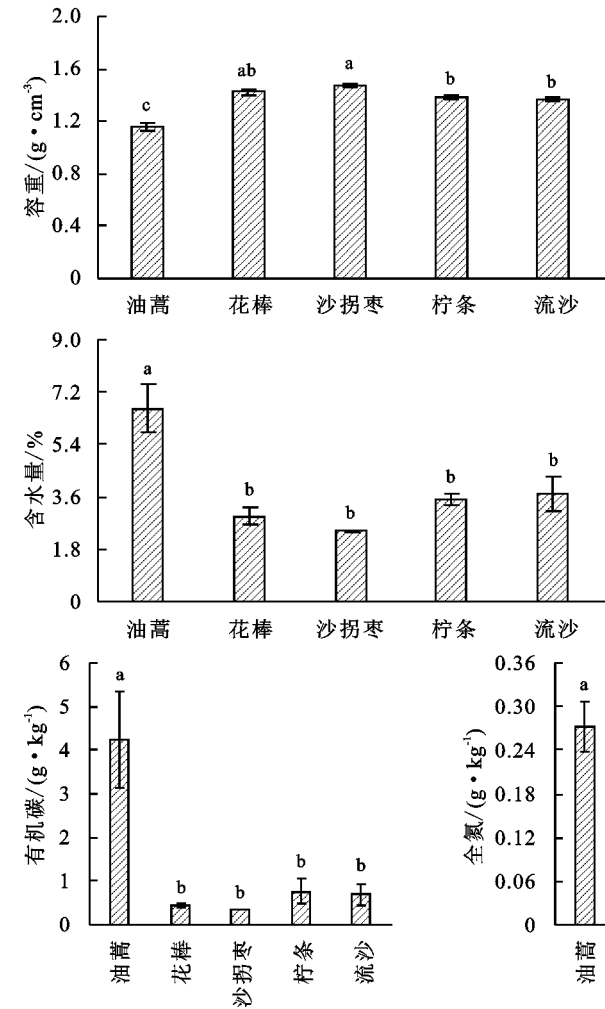 容重/(g·cm⁻³)
2.0
1.6
1.2
0.8
0.4
0
c
ab
a
b
b
油蒿 花棒 沙拐枣 柠条 流沙
含水量/%
9.0
7.2
5.4
3.6
1.8
0
a
b
b
b
b
油蒿 花棒 沙拐枣 柠条 流沙
有机碳/(g·kg⁻¹)
6
5
4
3
2
1
0
a
b
b
b
b
油蒿
花棒
沙拐枣
柠条
流沙
全氮/(g·kg⁻¹)
0.36
0.30
0.24
0.18
0.12
0.06
0
a
油蒿